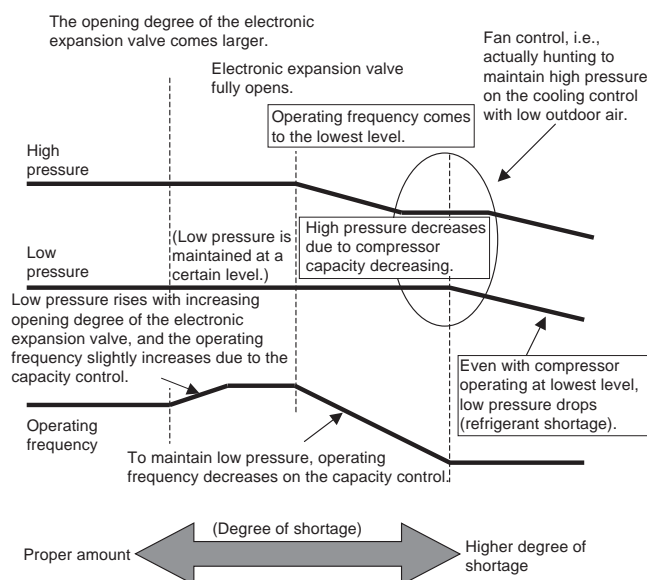 The opening degree of the electronic
expansion valve comes larger.
Electronic expansion valve
fully opens.
Fan control, i.e.,
actually hunting to
maintain high pressure
on the cooling control
with low outdoor air.
Operating frequency comes
to the lowest level.
High
pressure
(Low pressure is
maintained at a
certain level.)
High pressure decreases
due to compressor
capacity decreasing.
Low
pressure
Low pressure rises with increasing
opening degree of the electronic
expansion valve, and the operating
frequency slightly increases due to the
capacity control.
Even with compressor
operating at lowest level,
low pressure drops
(refrigerant shortage).
Operating
frequency
To maintain low pressure, operating
frequency decreases on the capacity control.
(Degree of shortage)
Proper amount
Higher degree of
shortage